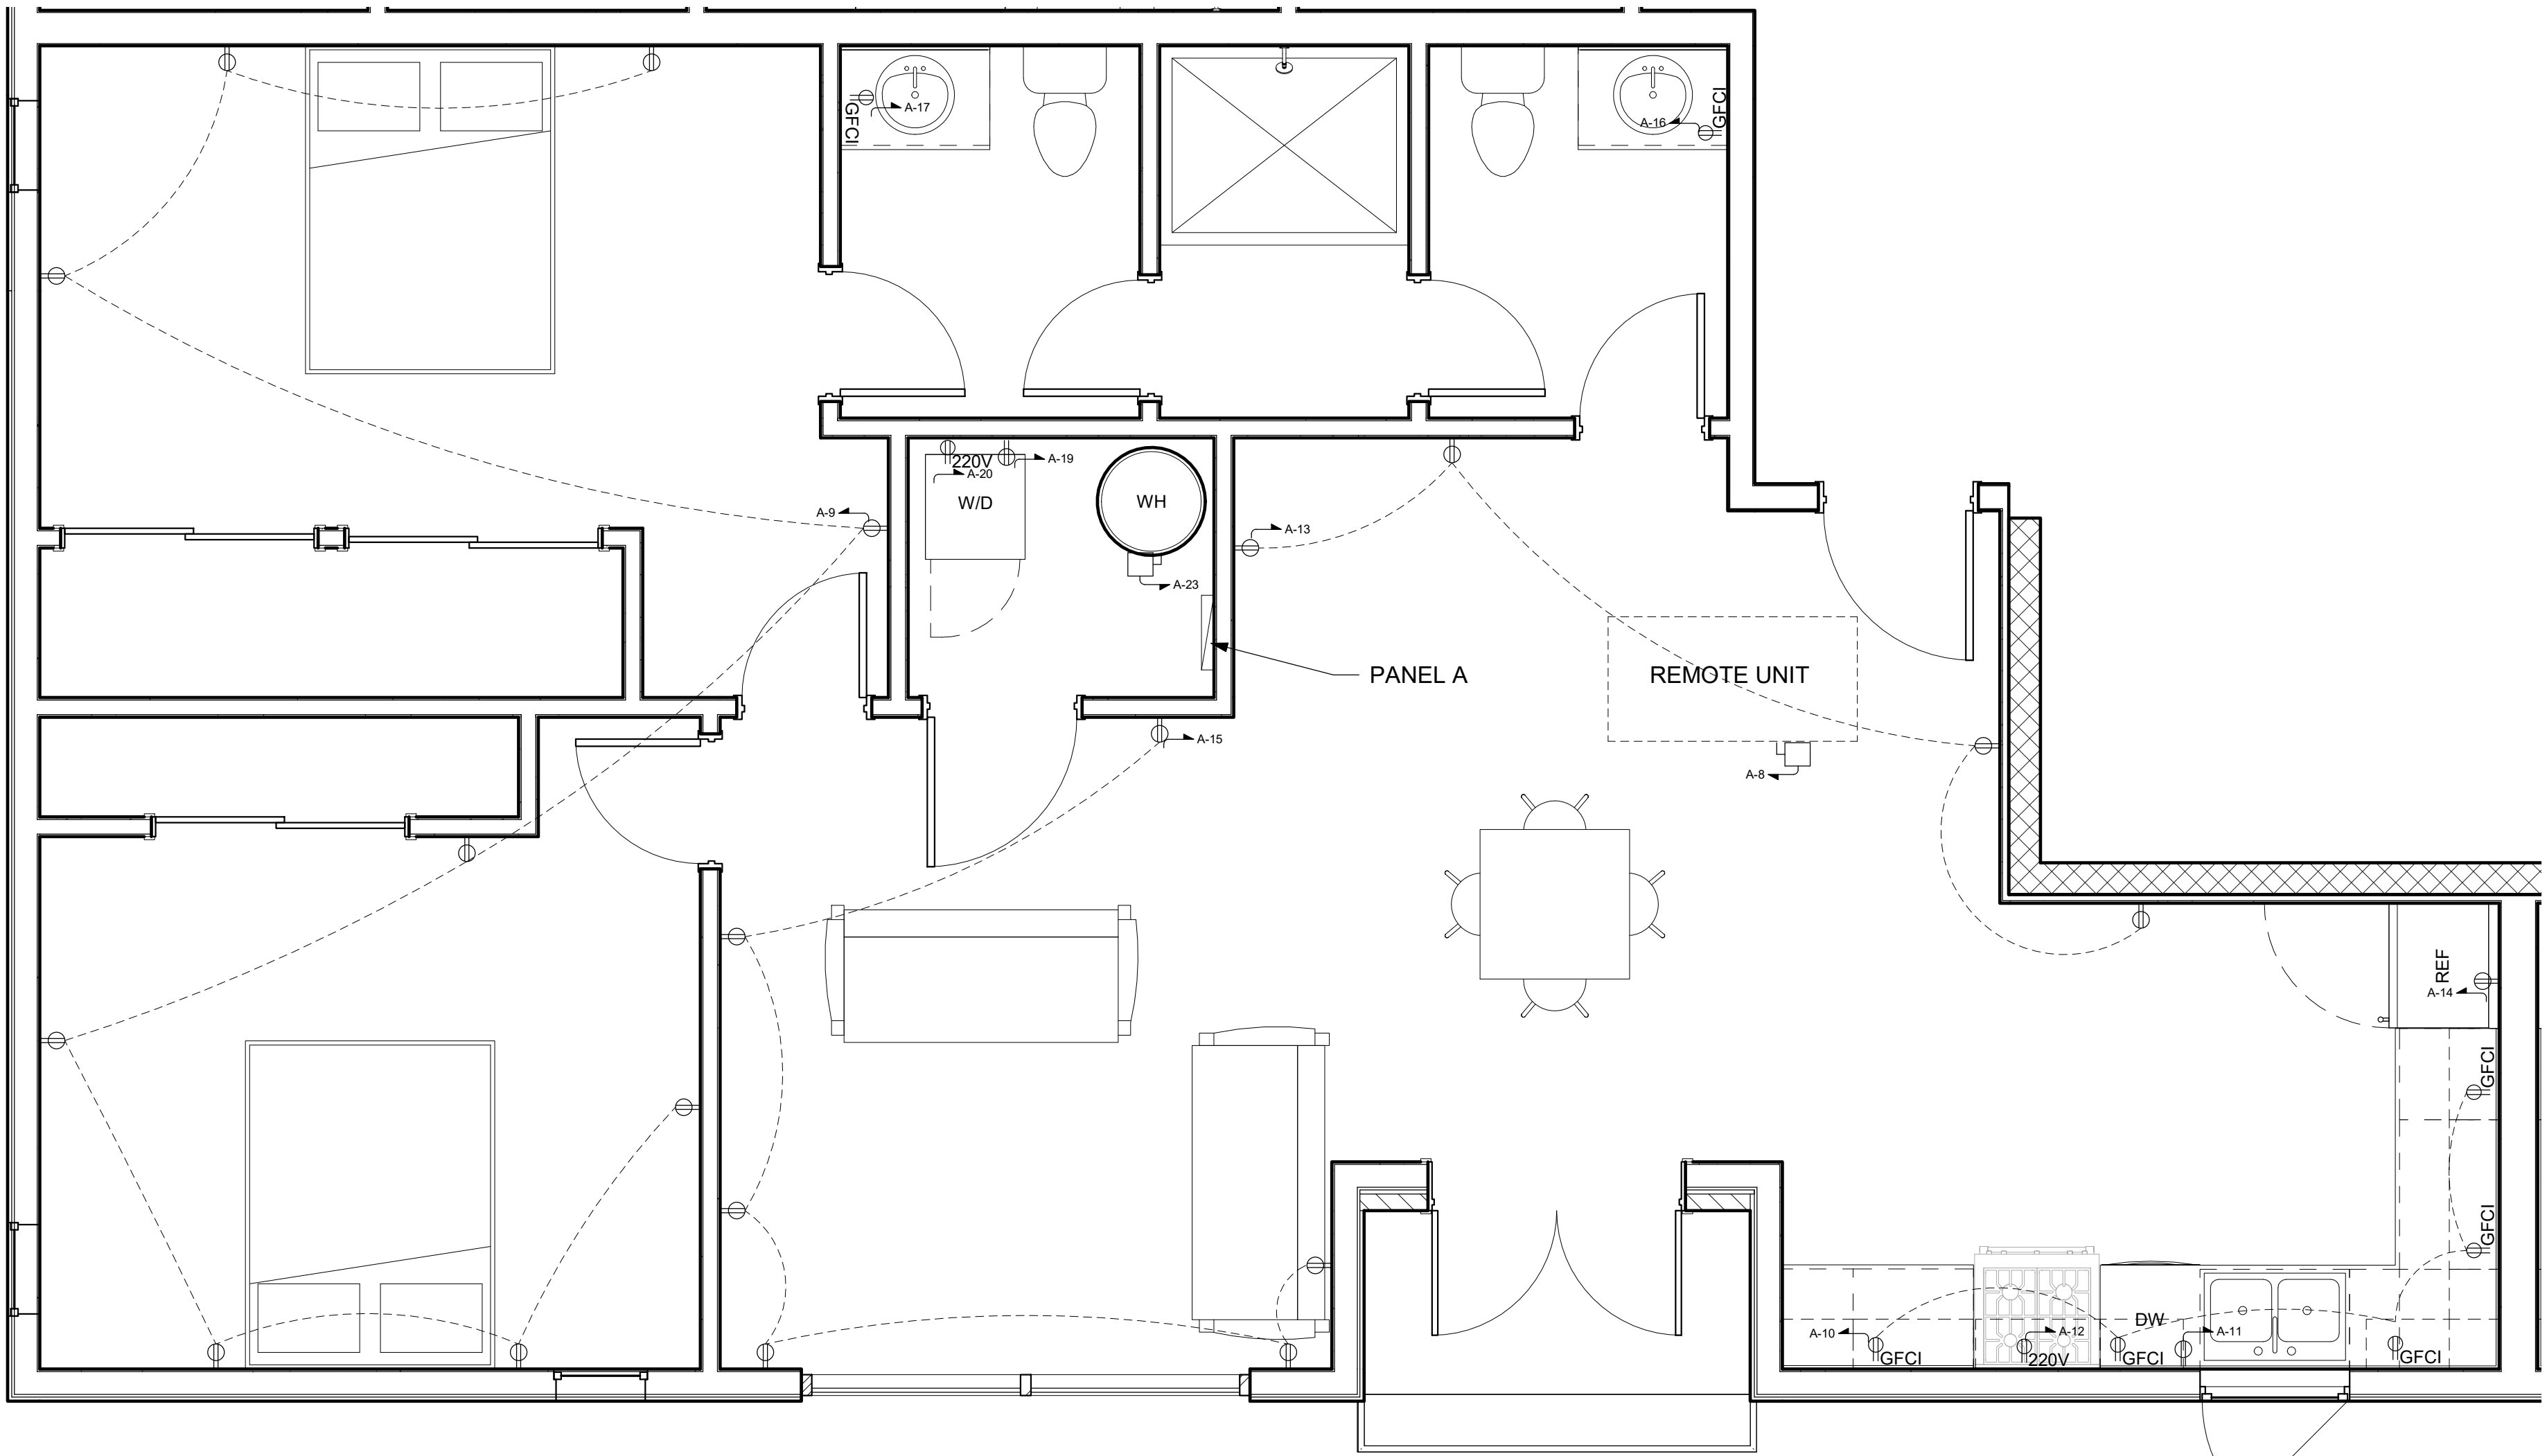 GFCI
A-17
A-16
GFCI
220V
A-19
A-20
W/D
WH
A-9
A-13
A-23
PANEL A
REMOTE UNIT
A-15
A-8
REF
A-14
GFCI
GFCI
A-10
GFCI
A-12
220V
DW
GFCI
A-11
GFCI